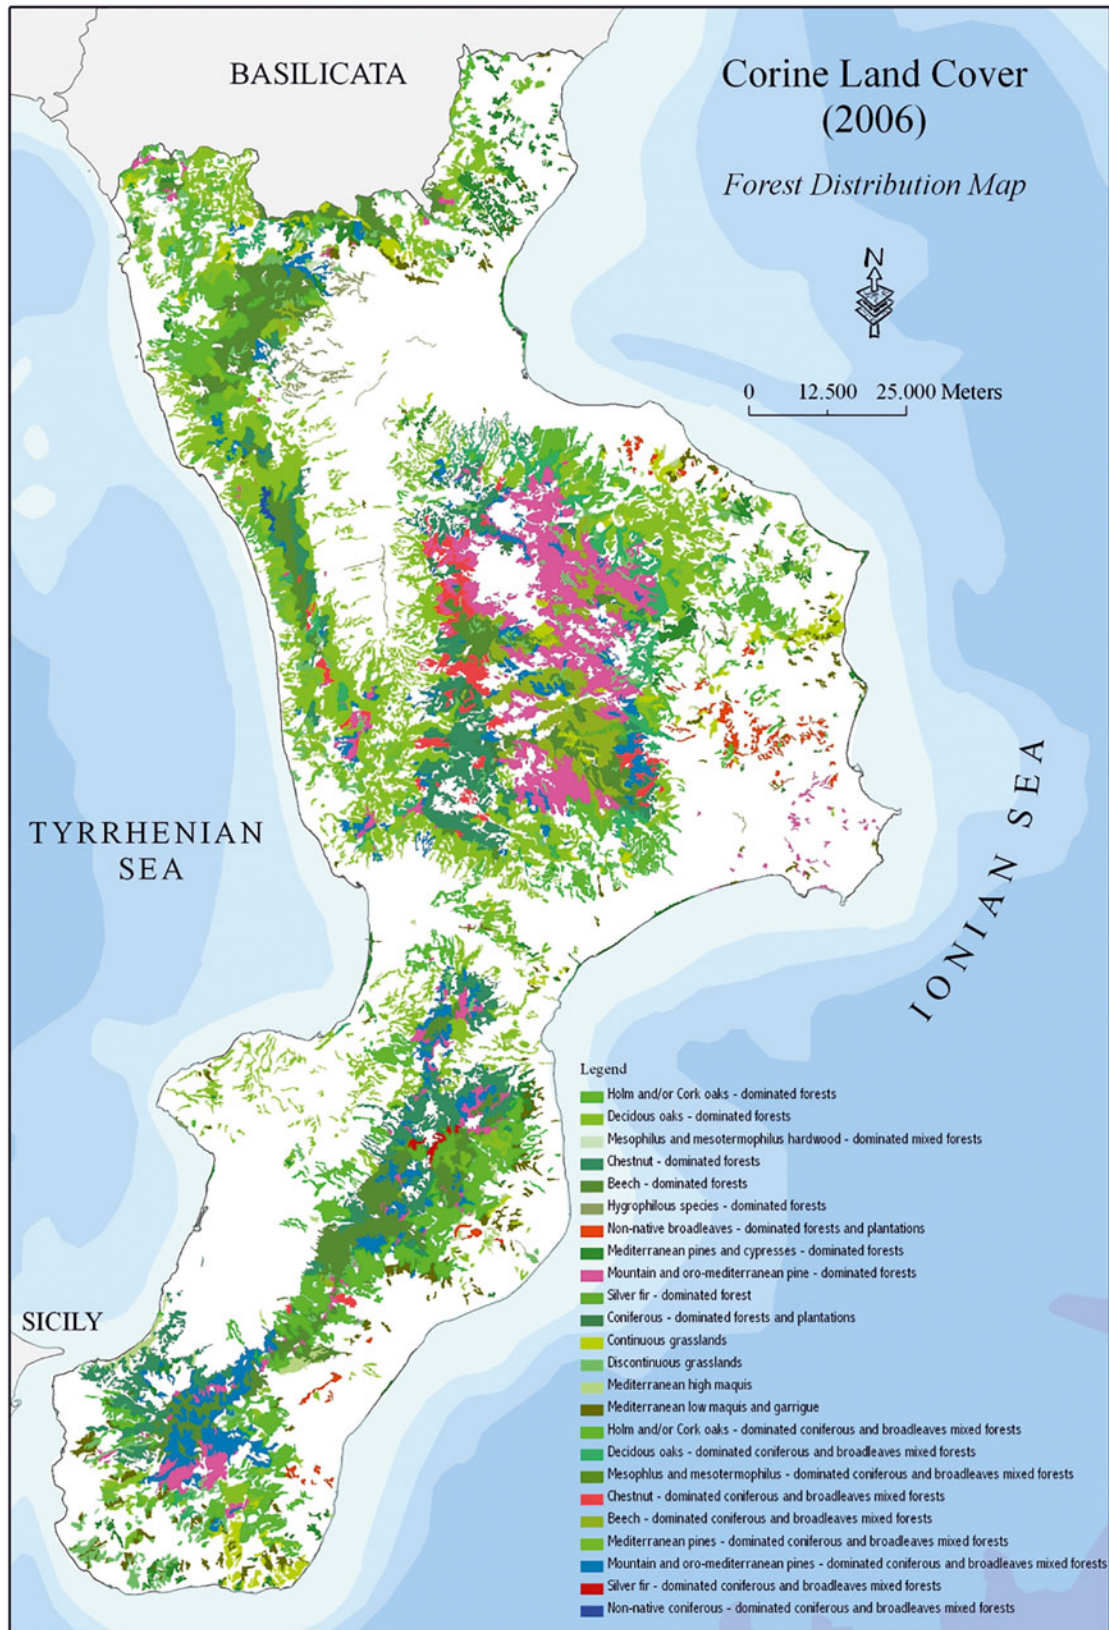 BASILICATA
Corine Land Cover
(2006)
Forest Distribution Map
N
0 12.500 25.000 Meters
TYRRHENIAN
SEA
IONIAN SEA
SICILY
Legend
Holm and/or Cork oaks - dominated forests
Decidous oaks - dominated forests
Mesophilus and mesotermophilus hardwood - dominated mixed forests
Chestnut - dominated forests
Beech - dominated forests
Hygrophilous species - dominated forests
Non-native broadleaves - dominated forests and plantations
Mediterranean pines and cypresses - dominated forests
Mountain and oro-mediterranean pine - dominated forests
Silver fir - dominated forest
Coniferous - dominated forests and plantations
Continuous grasslands
Discontinuous grasslands
Mediterranean high maquis
Mediterranean low maquis and garrigue
Holm and/or Cork oaks - dominated coniferous and broadleaves mixed forests
Decidous oaks - dominated coniferous and broadleaves mixed forests
Mesophlus and mesotermophilus - dominated coniferous and broadleaves mixed forests
Chestnut - dominated coniferous and broadleaves mixed forests
Beech - dominated coniferous and broadleaves mixed forests
Mediterranean pines - dominated coniferous and broadleaves mixed forests
Mountain and oro-mediterranean pines - dominated coniferous and broadleaves mixed forests
Silver fir - dominated coniferous and broadleaves mixed forests
Non-native coniferous - dominated coniferous and broadleaves mixed forests